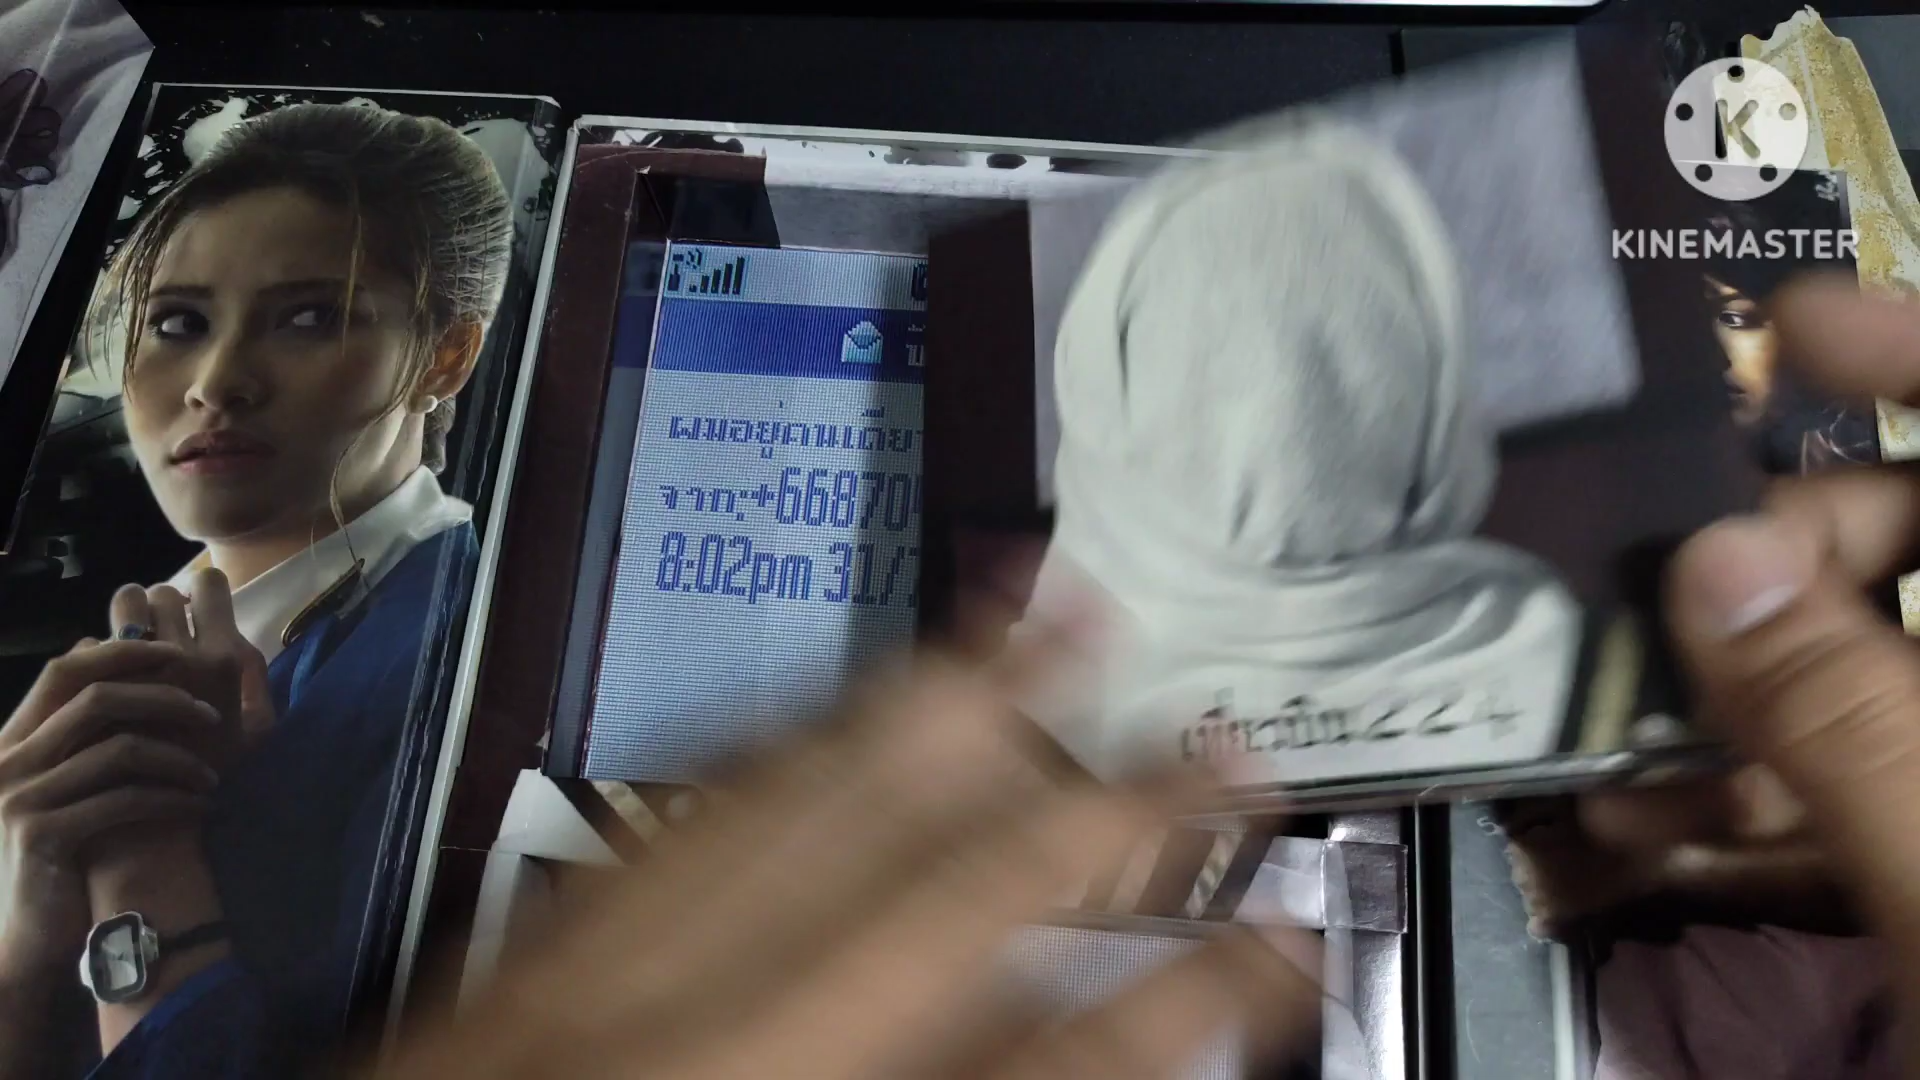 ผมอยู่คนเดีย
จาก:+668704
8:02pm 31/
เที่ยวบิน224
K
KINEMASTER